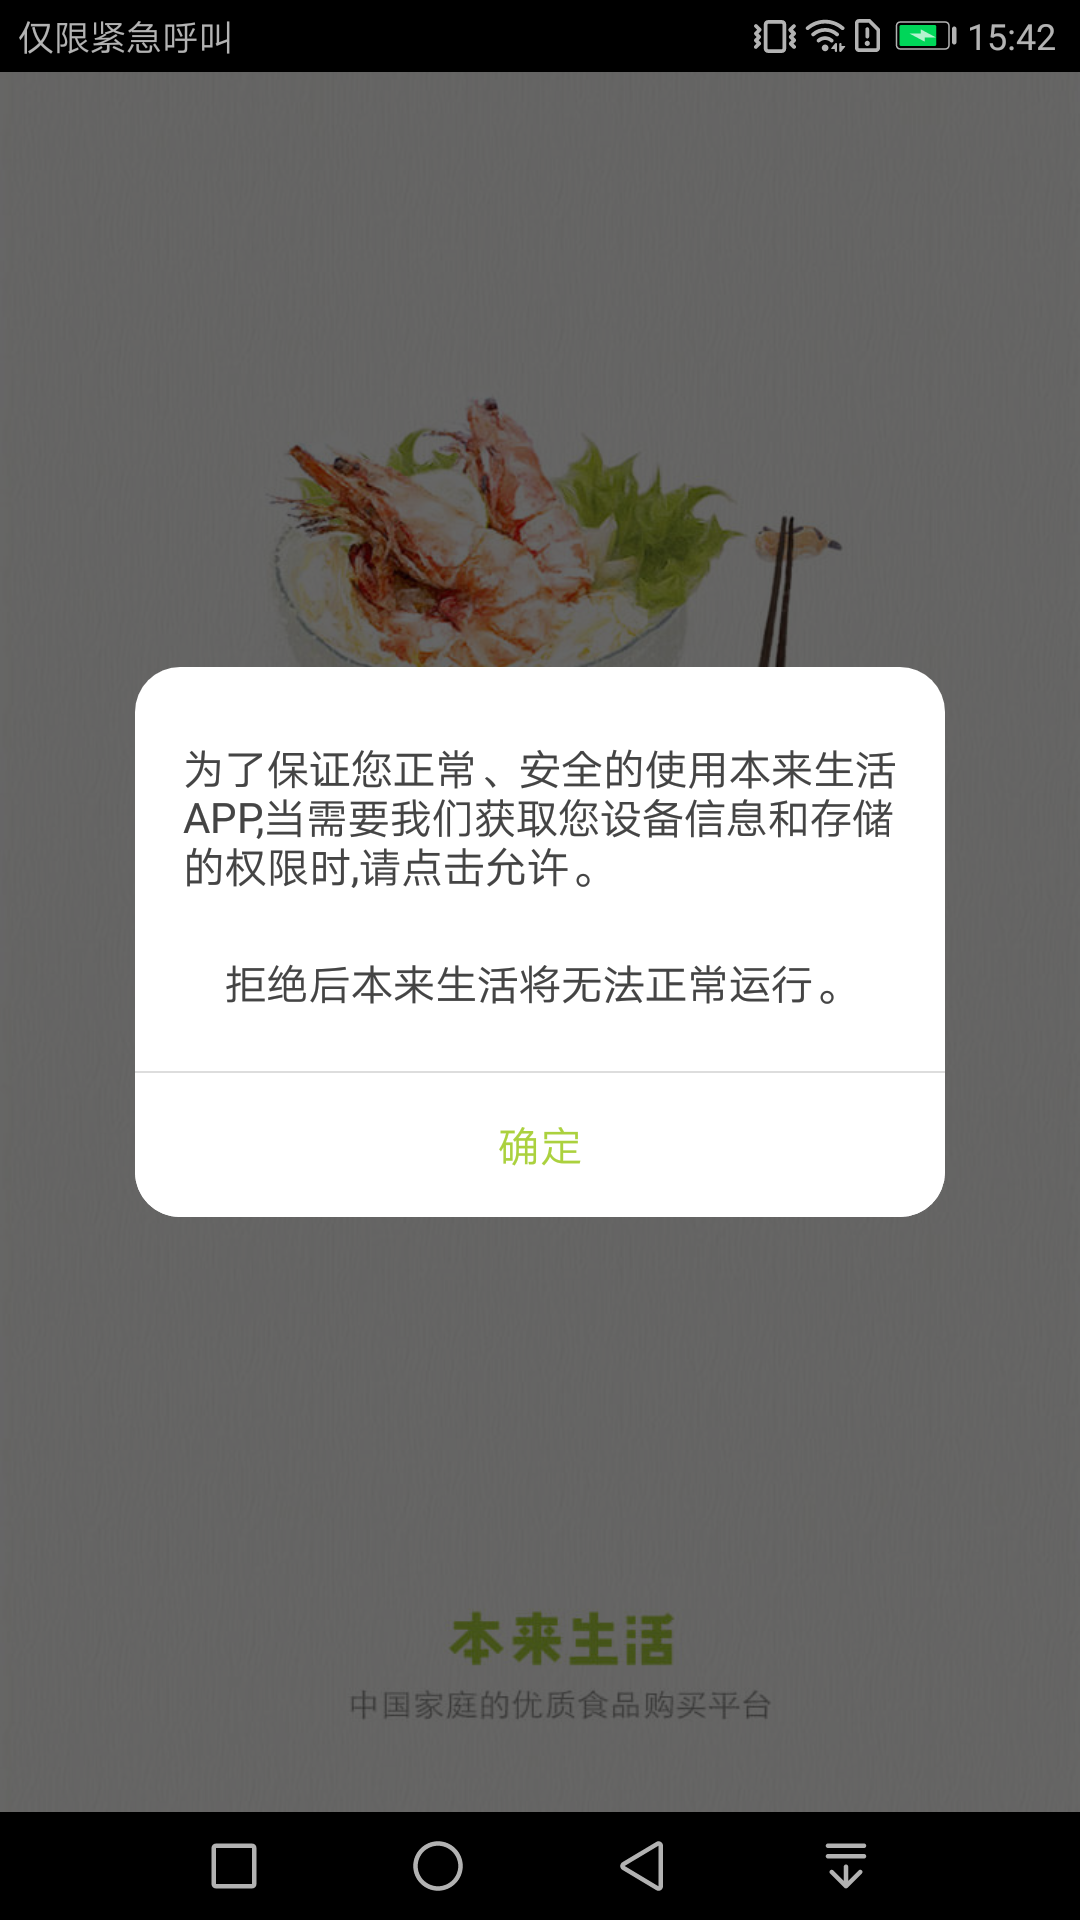 仅限紧急呼叫
15:42
为了保证您正常、安全的使用本来生活
APP,当需要我们获取您设备信息和存储
的权限时,请点击允许。
拒绝后本来生活将无法正常运行。
确定
本来生活
中国家庭的优质食品购买平台